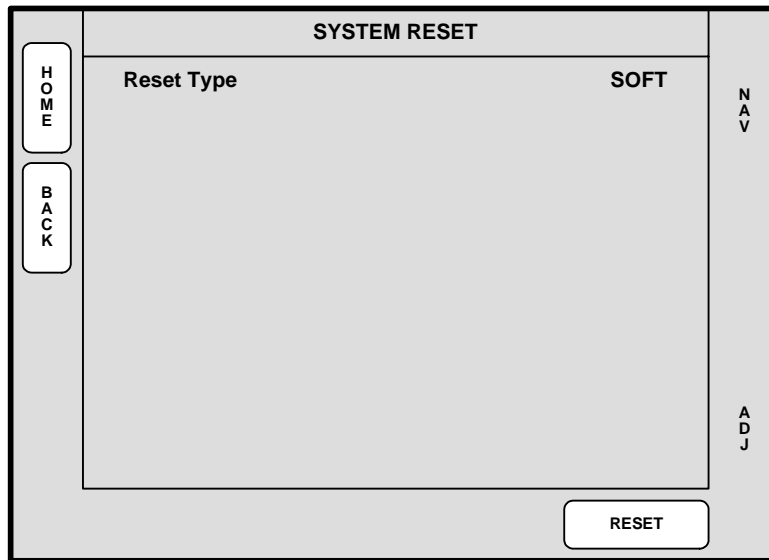 SYSTEM RESET
HOME
Reset Type SOFT
NAV
BACK
ADJ
RESET